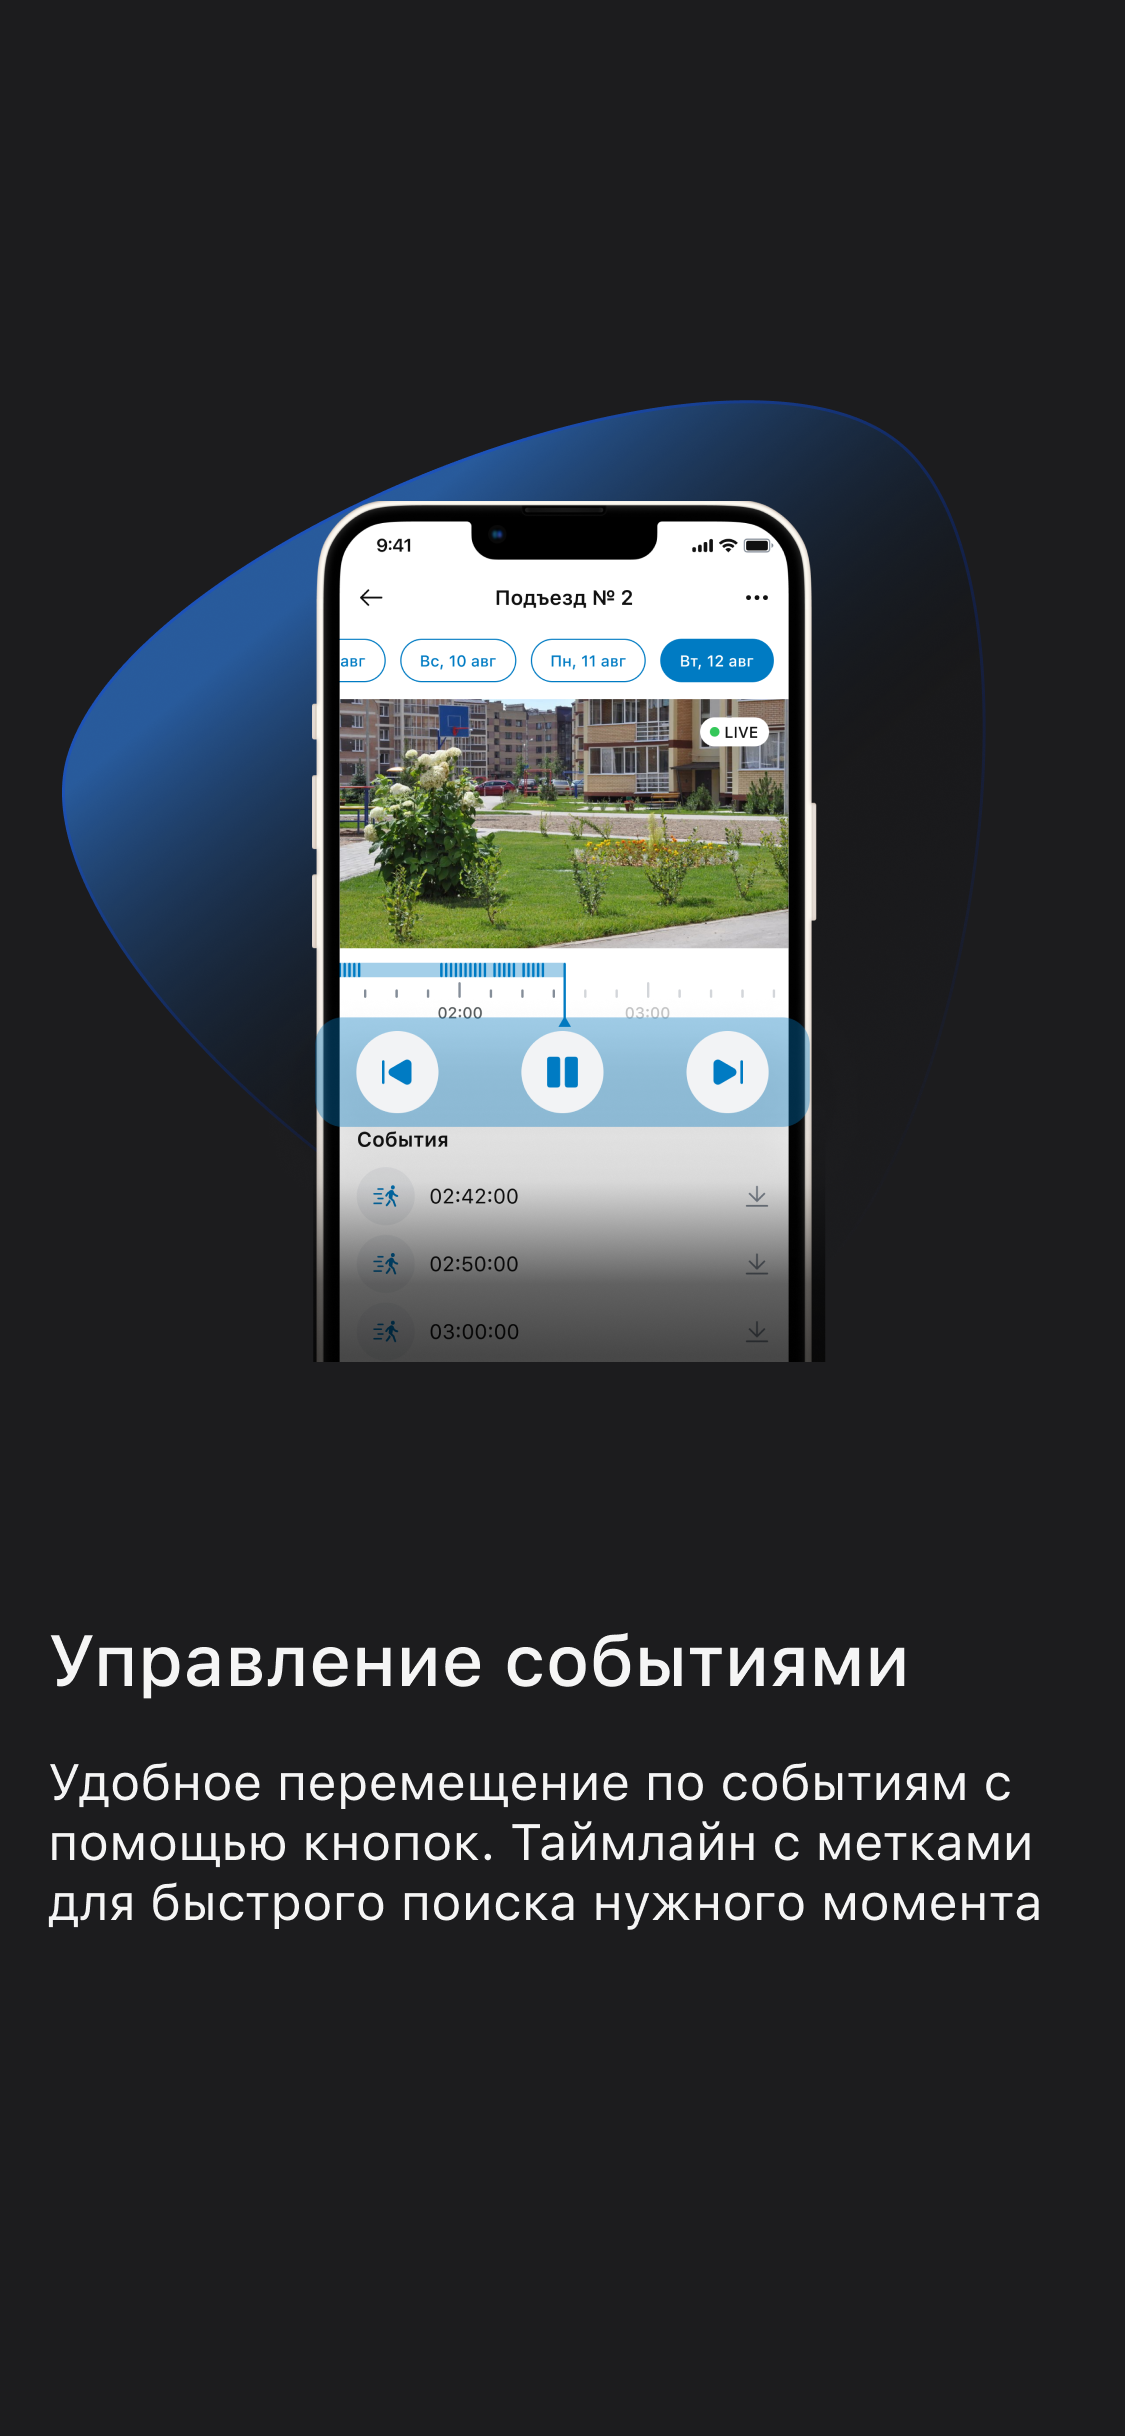 9:41
Подъезд № 2
авг
Вс, 10 авг
Пн, 11 авг
Вт, 12 авг
LIVE
02:00
03:00
События
02:42:00
02:50:00
03:00:00
Управление событиями
Удобное перемещение по событиям с
помощью кнопок. Таймлайн с метками
для быстрого поиска нужного момента